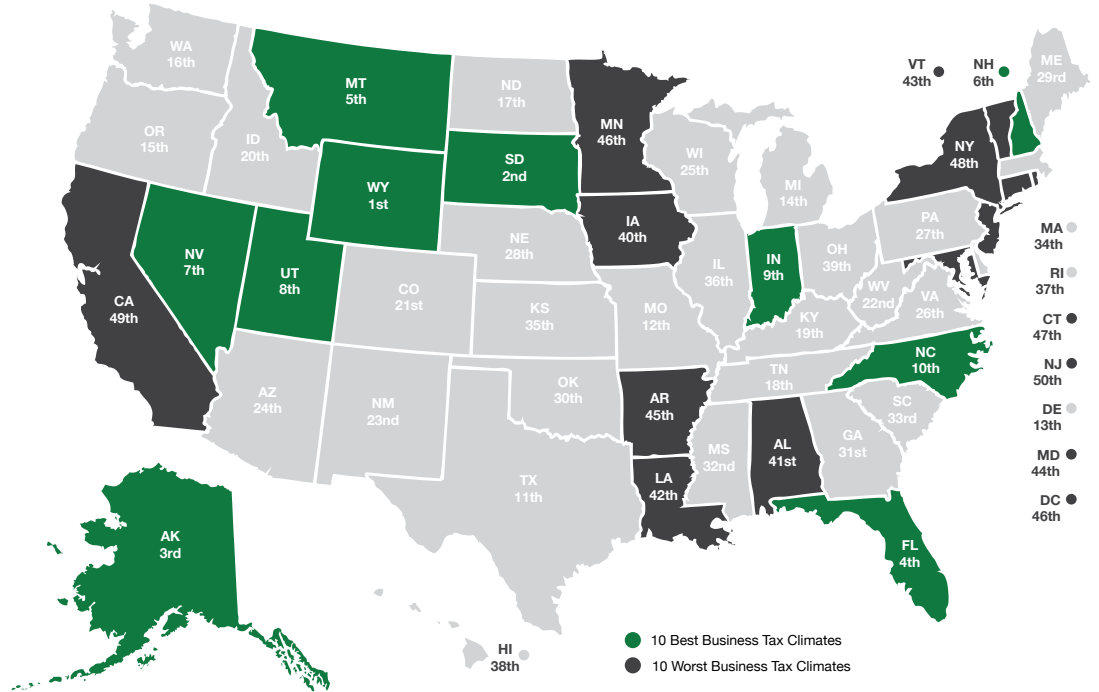 WA
16th
MT
5th
ND
17th
MN
46th
VT
43rd
NH
6th
ME
29rd
OR
15th
ID
20th
WY
1st
SD
2nd
WI
25th
MI
14th
NY
48th
NV
7th
UT
8th
CO
21st
NE
28th
IA
40th
IL
36th
IN
9th
OH
39th
PA
27th
MA
34th
RI
37th
CA
49th
KS
35th
MO
12th
KY
19th
WV
22nd
VA
26th
CT
47th
NJ
50th
DE
13th
MD
44th
DC
46th
AZ
24th
NM
23nd
OK
30th
AR
45th
TN
18th
NC
10th
SC
33rd
TX
11th
LA
42th
MS
32nd
AL
41st
GA
31st
FL
4th
AK
3rd
HI
38th
10 Best Business Tax Climates
10 Worst Business Tax Climates